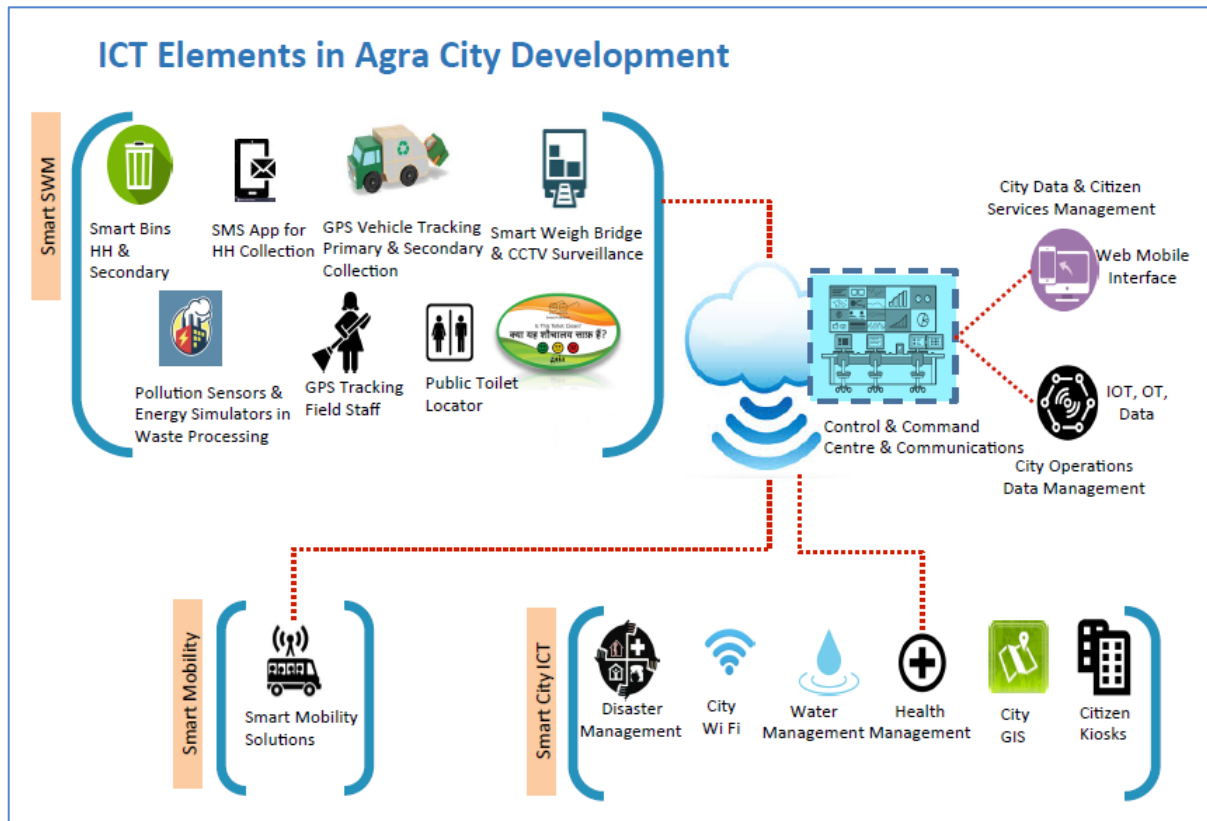 ICT Elements in Agra City Development
Smart SWM
Smart Bins
HH &
Secondary
SMS App for
HH Collection
GPS Vehicle Tracking
Primary & Secondary
Collection
Smart Weigh Bridge
& CCTV Surveillance
Pollution Sensors &
Energy Simulators in
Waste Processing
GPS Tracking
Field Staff
Public Toilet
Locator
Is This Toilet Clean?
क्या यह शौचालय साफ़ हैं?
Control & Command
Centre & Communications
City Data & Citizen
Services Management
Web Mobile
Interface
IOT, OT,
Data
City Operations
Data Management
Smart Mobility
Smart Mobility
Solutions
Smart City ICT
Disaster
Management
City
Wi Fi
Water
Management
Health
Management
City
GIS
Citizen
Kiosks